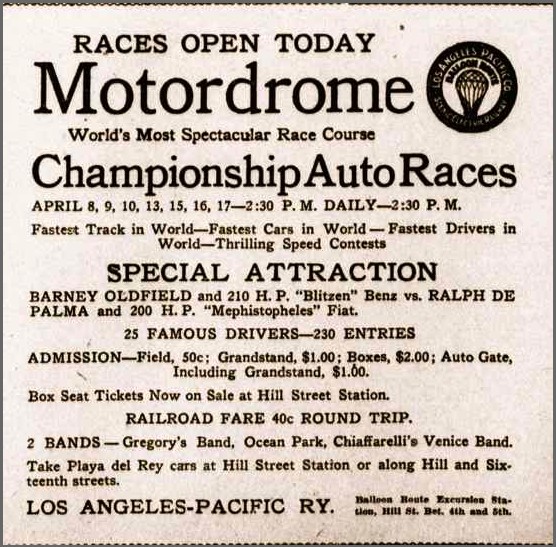 RACES OPEN TODAY
Motordrome
LOS ANGELES PACIFIC CO
BALLOON ROUTE
World's Most Spectacular Race Course
Championship Auto Races
APRIL 8, 9, 10, 13, 15, 16, 17—2:30 P. M. DAILY—2:30 P. M.
Fastest Track in World—Fastest Cars in World — Fastest Drivers in
World—Thrilling Speed Contests
SPECIAL ATTRACTION
BARNEY OLDFIELD and 210 H. P. "Blitzen" Benz vs. RALPH DE
PALMA and 200 H. P. "Mephistopheles" Fiat.
25 FAMOUS DRIVERS—230 ENTRIES
ADMISSION—Field, 50c; Grandstand, $1.00; Boxes, $2.00; Auto Gate,
Including Grandstand, $1.00.
Box Seat Tickets Now on Sale at Hill Street Station.
RAILROAD FARE 40c ROUND TRIP.
2 BANDS — Gregory's Band, Ocean Park, Chiaffarelli's Venice Band.
Take Playa del Rey cars at Hill Street Station or along Hill and Six-
teenth streets.
LOS ANGELES-PACIFIC RY.
Balloon Route Excursion Sta-
tion, Hill St. Bet. 4th and 5th.